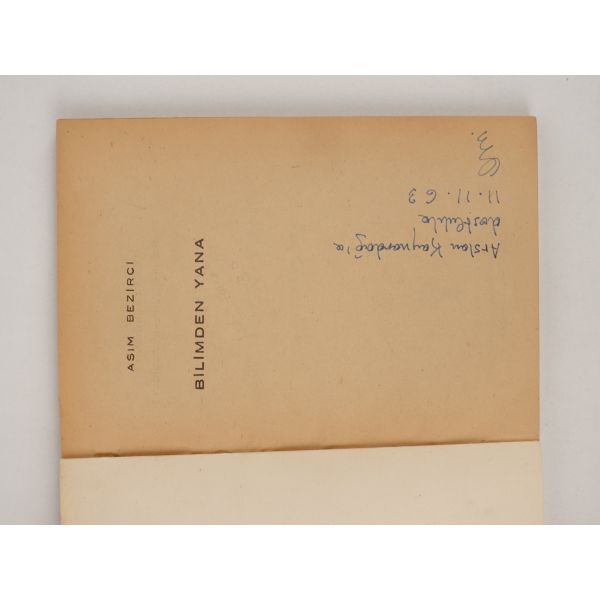 ASIM BEZİRCİ
BİLİMDEN YANA
Arslan Kaynardağ'a
dostlukla
11.11.63